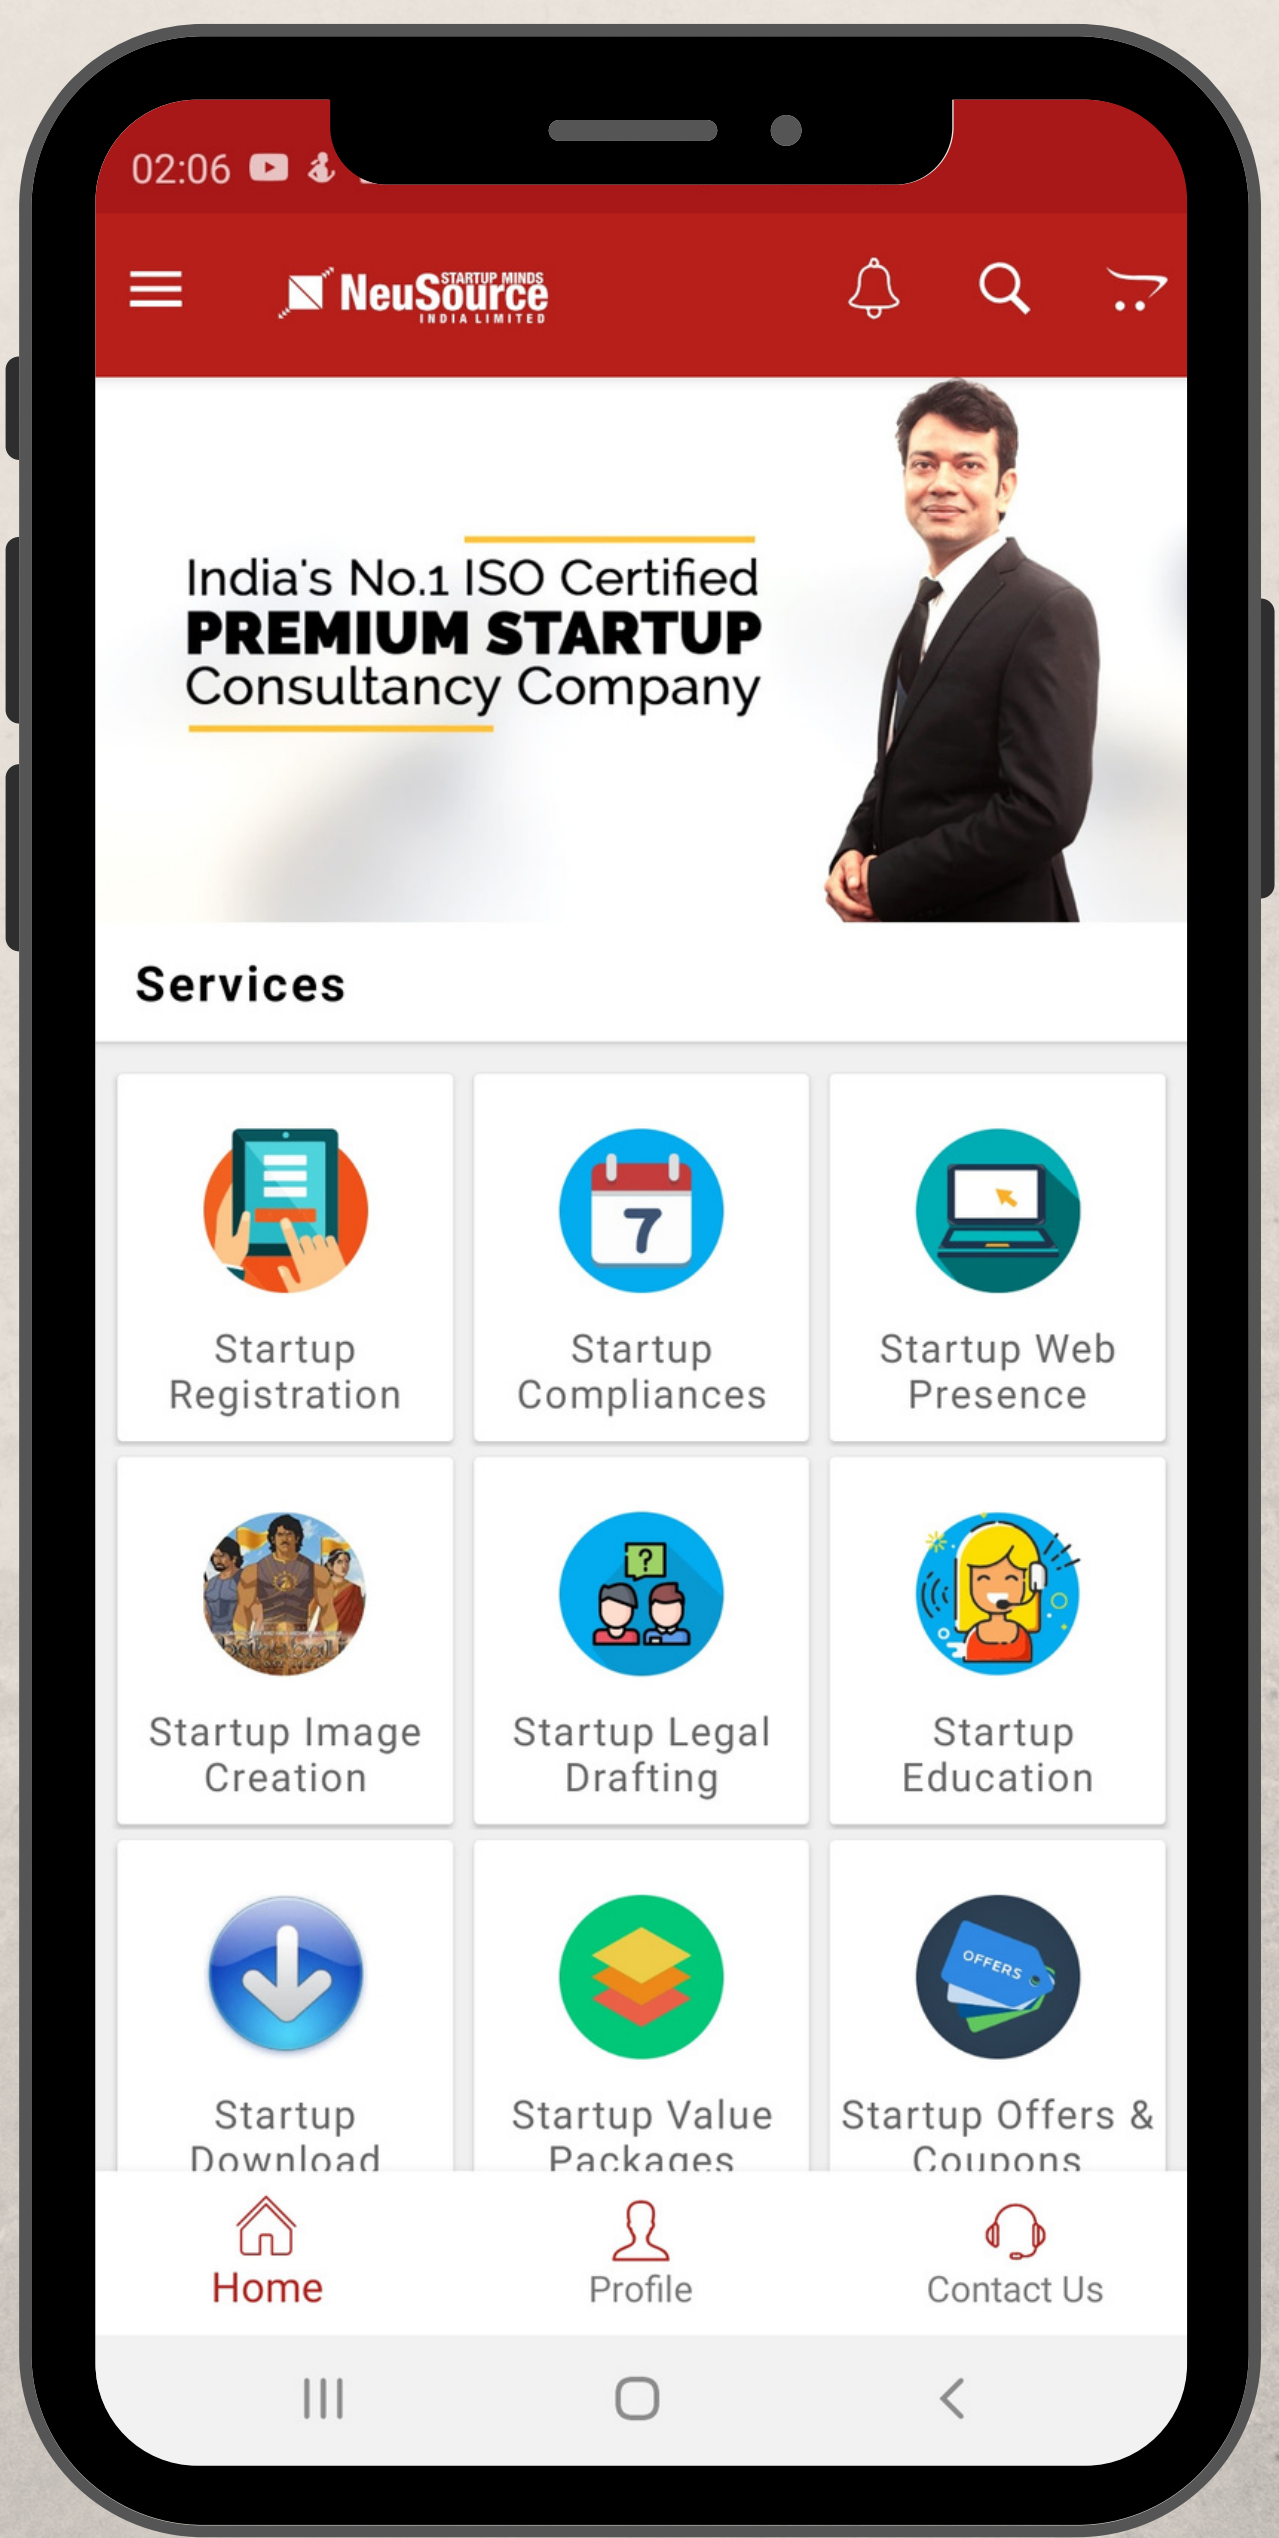 02:06
STARTUP MINDS
NeuSource
INDIA LIMITED
India's No.1 ISO Certified
PREMIUM STARTUP
Consultancy Company
Services
7
Startup
Registration
Startup
Compliances
Startup Web
Presence
?
Startup Image
Creation
Startup Legal
Drafting
Startup
Education
OFFERS
Startup
Download
Startup Value
Packages
Startup Offers &
Coupons
Home
Profile
Contact Us